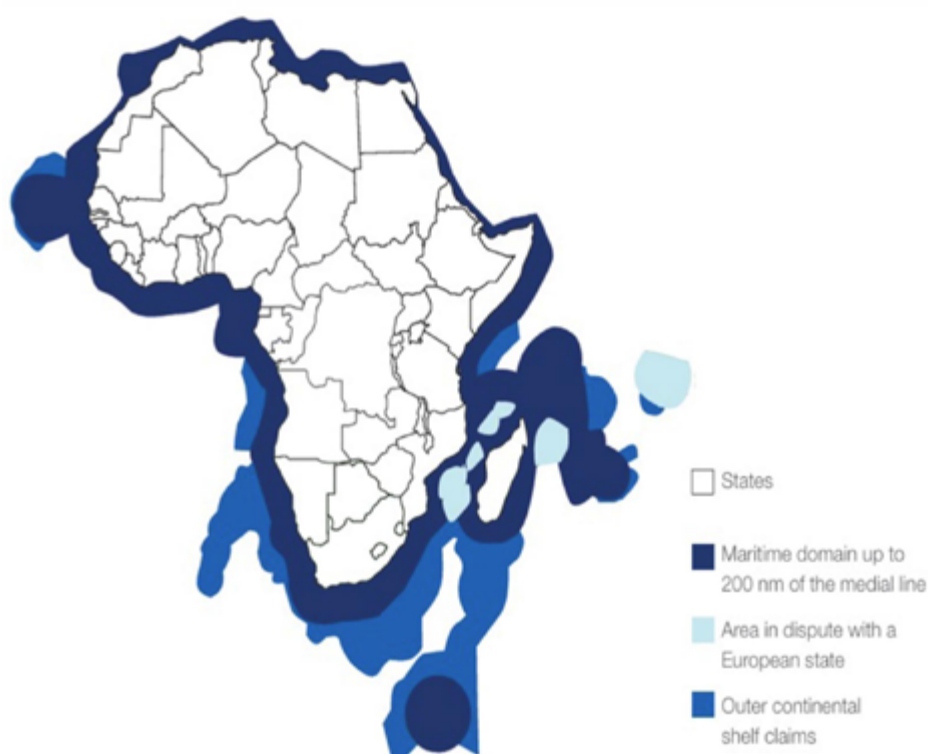 States
Maritime domain up to
200 nm of the medial line
Area in dispute with a
European state
Outer continental
shelf claims